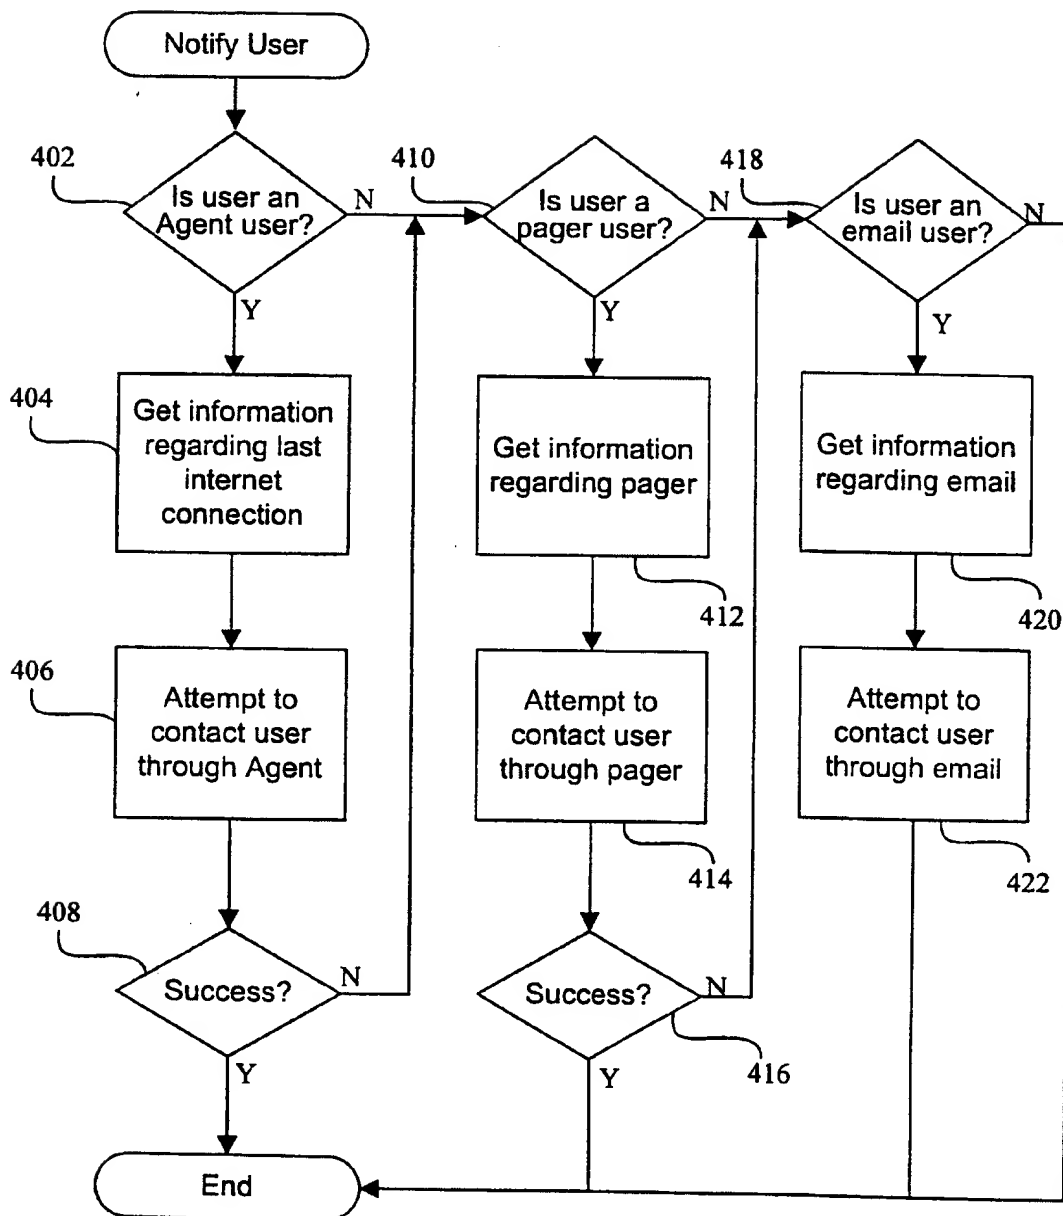 Notify User
402
Is user an
Agent user?
N
Y
410
Is user a
pager user?
N
Y
418
Is user an
email user?
N
Y
404
Get information
regarding last
internet
connection
Get information
regarding pager
412
Get information
regarding email
420
406
Attempt to
contact user
through Agent
Attempt to
contact user
through pager
414
Attempt to
contact user
through email
422
408
Success?
N
Y
Success?
N
416
Y
End